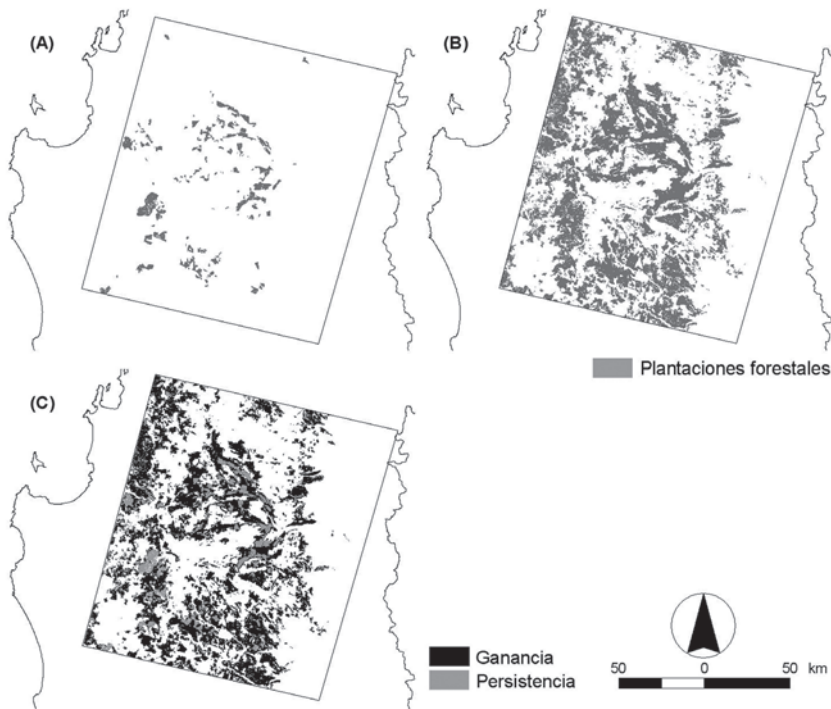 (A)
(B)
Plantaciones forestales
(C)
Ganancia
Persistencia
50 0 50 km